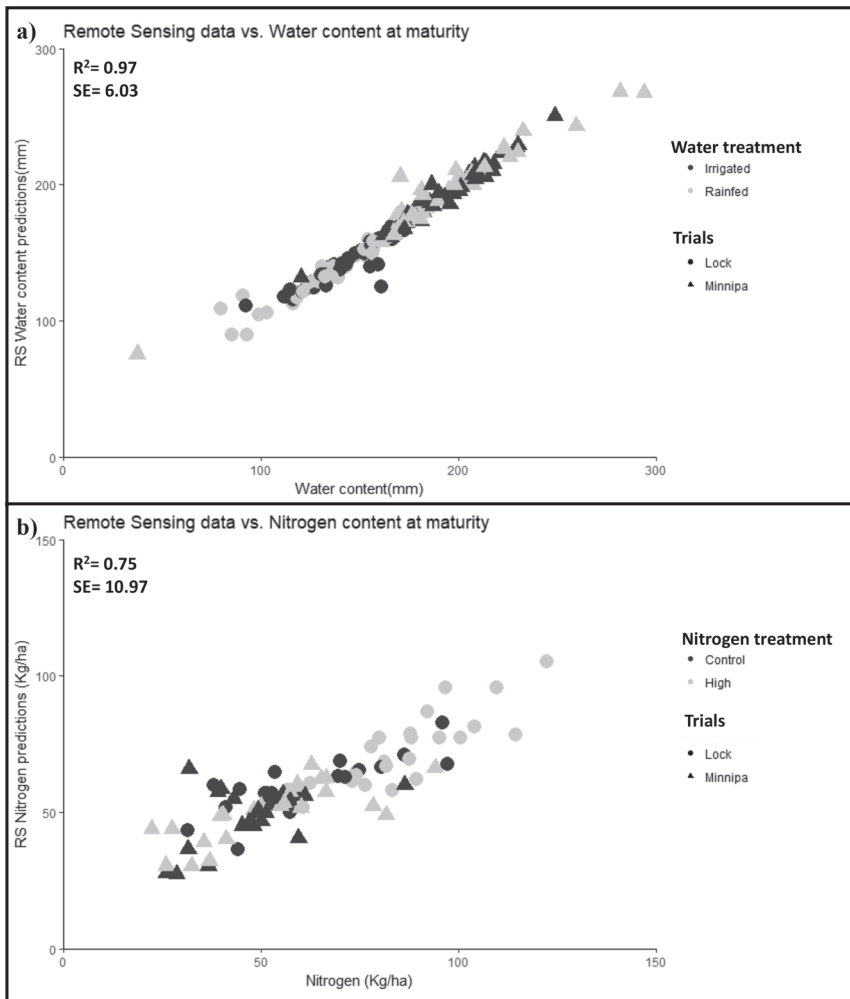 a)
Remote Sensing data vs. Water content at maturity
R²= 0.97
SE= 6.03
300
200
100
0
RS Water content predictions(mm)
0 100 200 300
Water content(mm)
Water treatment
Irrigated
Rainfed
Trials
Lock
Minnipa
b)
Remote Sensing data vs. Nitrogen content at maturity
R²= 0.75
SE= 10.97
150
100
50
0
RS Nitrogen predictions (Kg/ha)
0 50 100 150
Nitrogen (Kg/ha)
Nitrogen treatment
Control
High
Trials
Lock
Minnipa